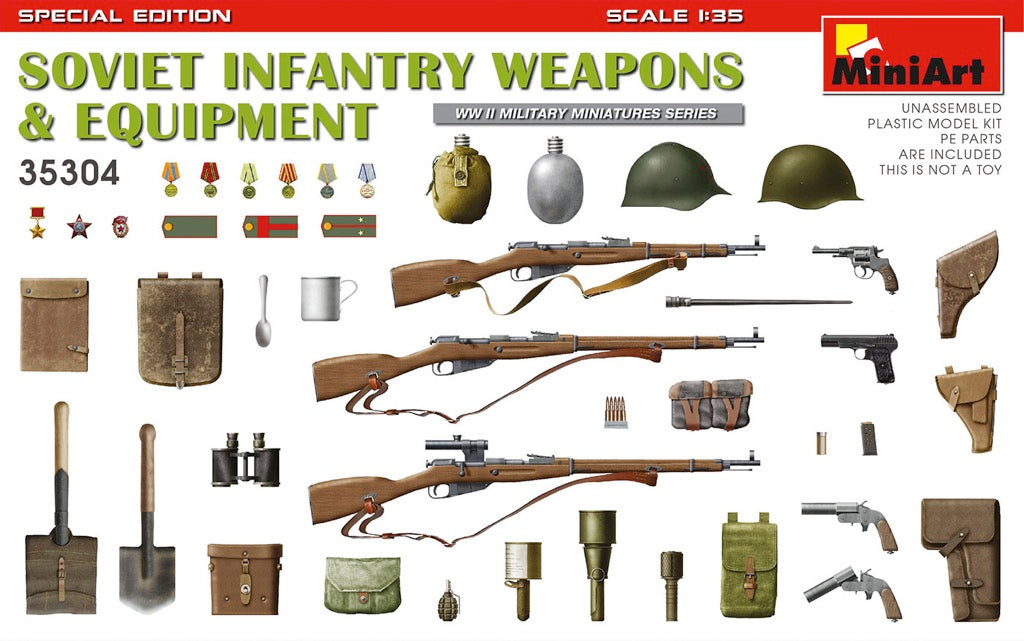 SPECIAL EDITION
SCALE 1:35
SOVIET INFANTRY WEAPONS
& EQUIPMENT
WW II MILITARY MINIATURES SERIES
MiniArt
UNASSEMBLED
PLASTIC MODEL KIT
PE PARTS
ARE INCLUDED
THIS IS NOT A TOY
35304